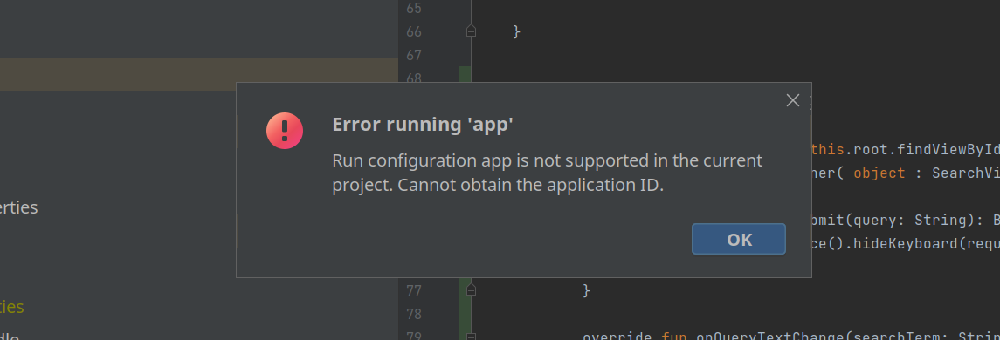 65
66 }
67
68
Error running 'app'
Run configuration app is not supported in the current
project. Cannot obtain the application ID.
OK
this.root.findViewById
ner( object : SearchVi
bmit(query: String): B
ce().hideKeyboard(requ
erties
77 }
ties
78
dle
79 override fun onQueryTextChange(searchTerm: Strin